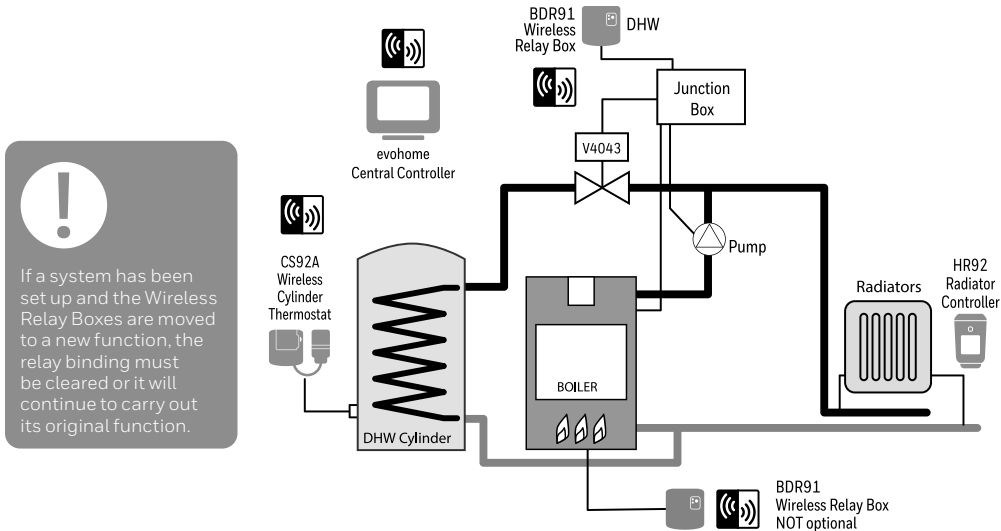 If a system has been
set up and the Wireless
Relay Boxes are moved
to a new function, the
relay binding must
be cleared or it will
continue to carry out
its original function.
evohome
Central Controller
BDR91
Wireless
Relay Box
DHW
Junction
Box
V4043
Pump
CS92A
Wireless
Cylinder
Thermostat
DHW Cylinder
BOILER
Radiators
HR92
Radiator
Controller
BDR91
Wireless Relay Box
NOT optional